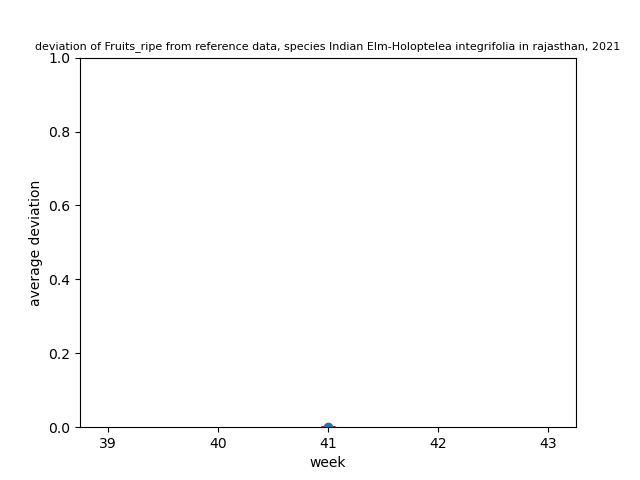 deviation of Fruits_ripe from reference data, species Indian Elm-Holoptelea integrifolia in rajasthan, 2021
1.0
0.8
0.6
0.4
0.2
0.0
average deviation
39 40 41 42 43
week